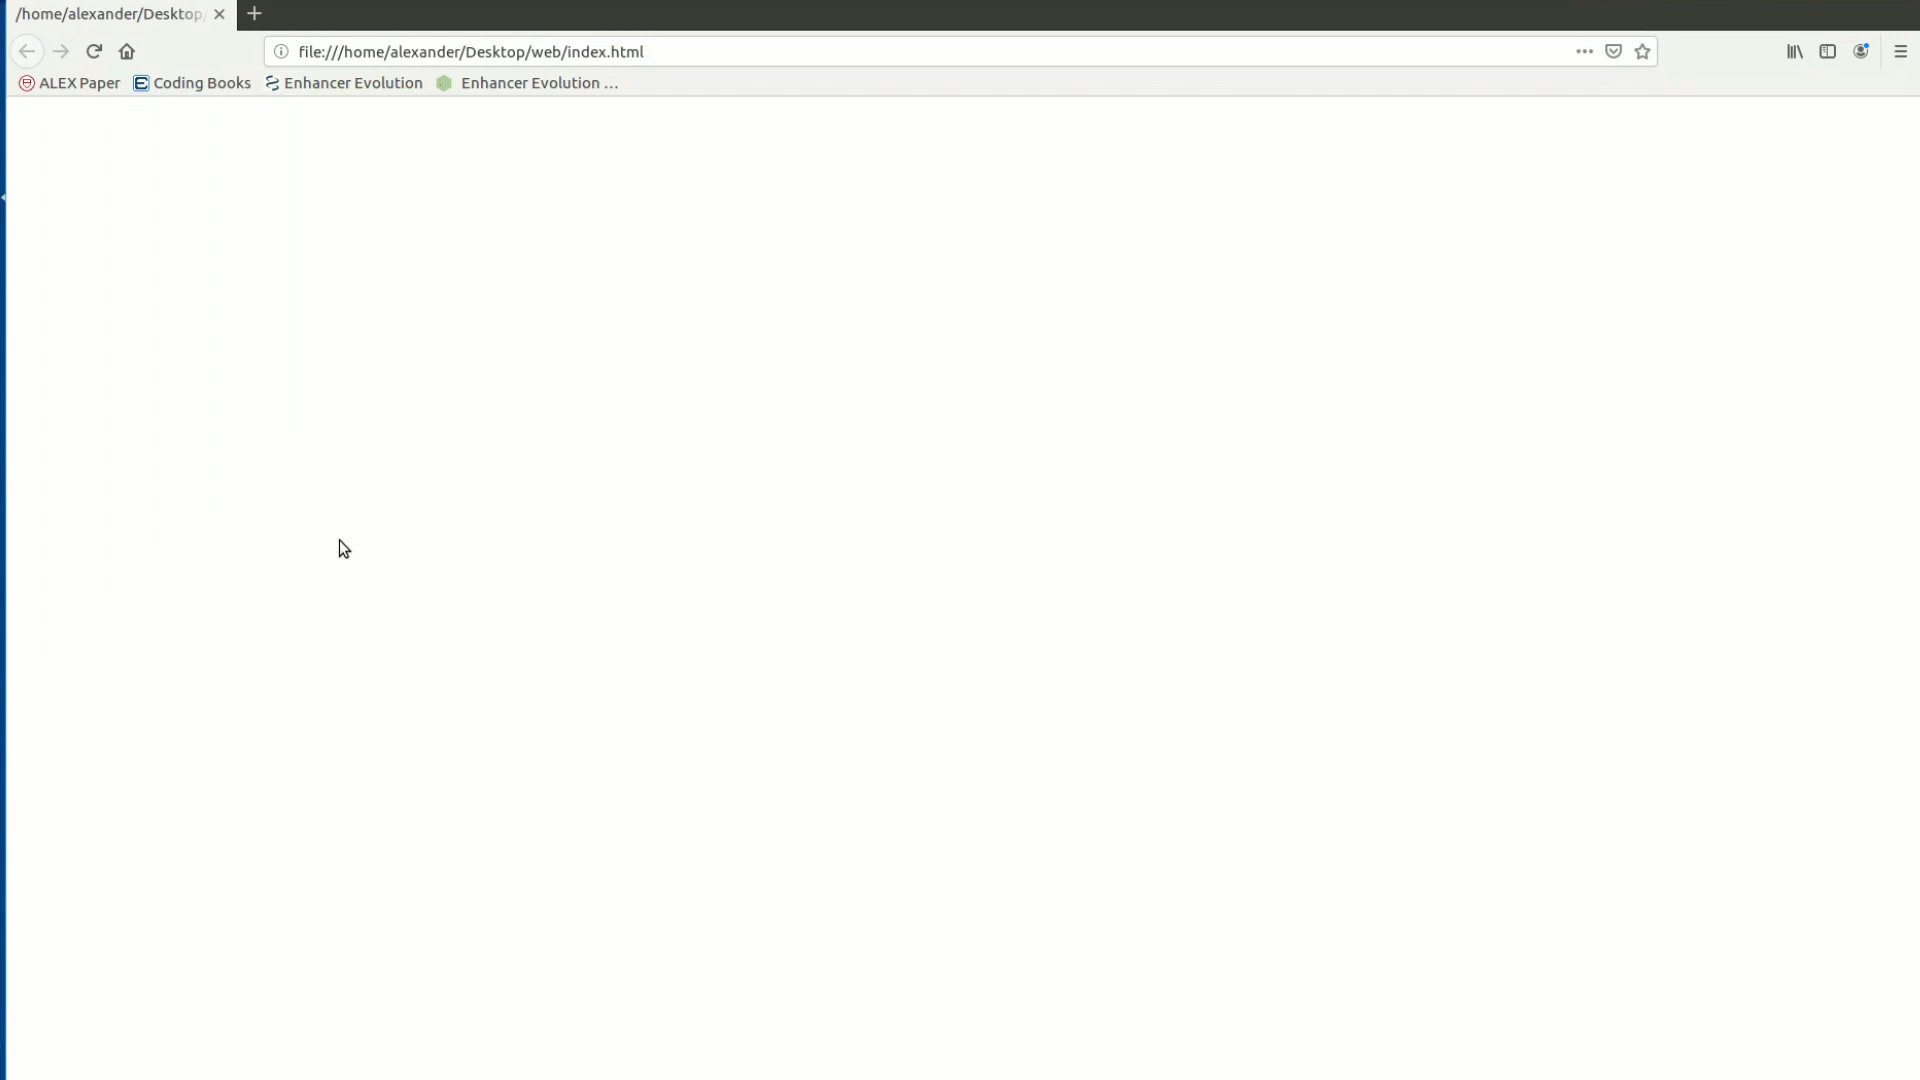 /home/alexander/Desktop/
file:///home/alexander/Desktop/web/index.html
ALEX Paper Coding Books Enhancer Evolution Enhancer Evolution …